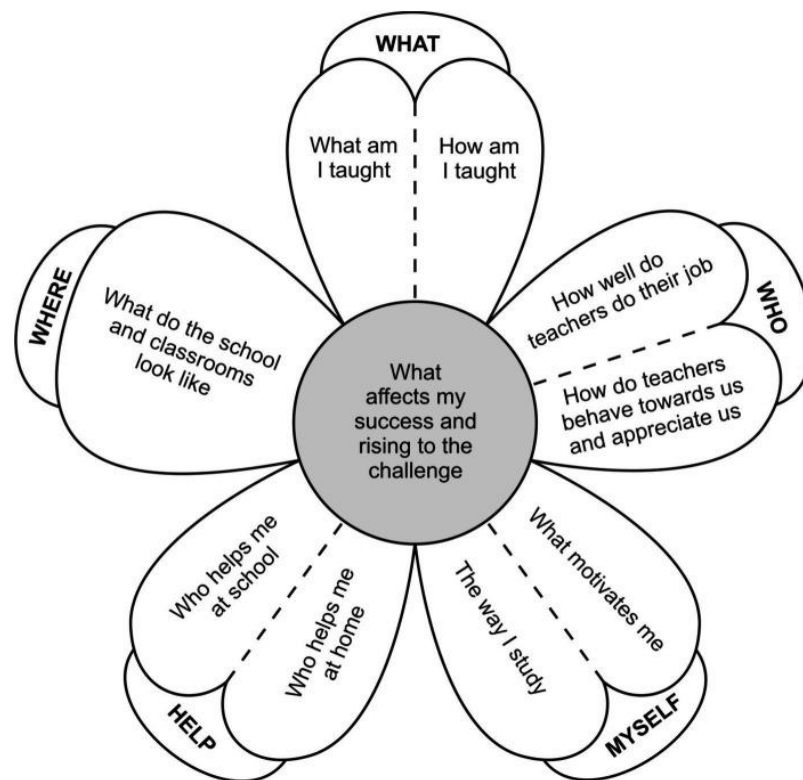 WHAT
What am
I taught
How am
I taught
WHO
How well do
teachers do their job
How do teachers
behave towards us
and appreciate us
MYSELF
What motivates me
The way I study
HELP
Who helps me
at home
Who helps me
at school
WHERE
What do the school
and classrooms
look like
What
affects my
success and
rising to the
challenge